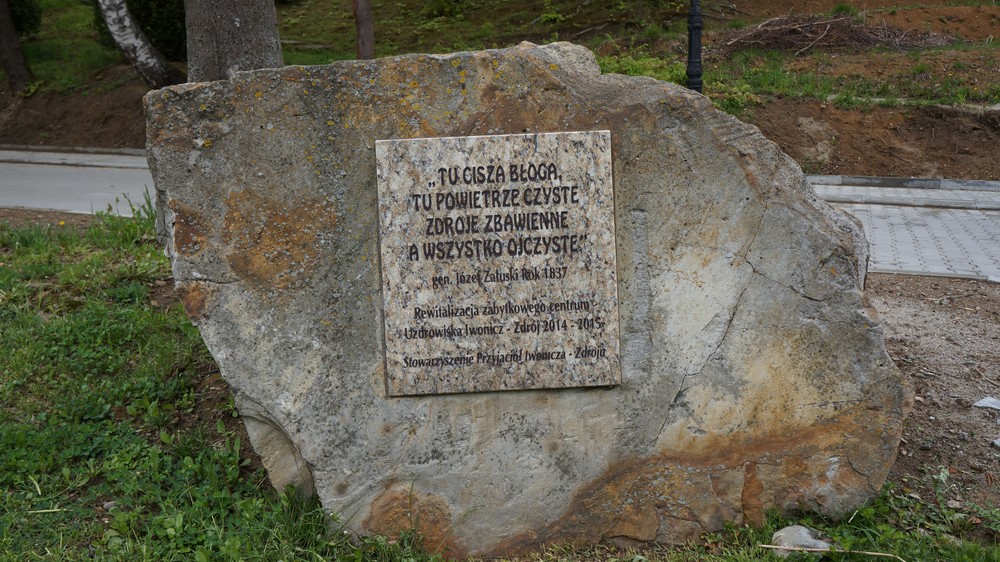 „TU CISZA BŁOGA,
TU POWIETRZE CZYSTE
ZDROJE ZBAWIENNE
A WSZYSTKO OJCZYSTE.”
gen. Józef Załuski Rok 1837
Rewitalizacja zabytkowego centrum
Uzdrowiska Iwonicz - Zdrój 2014 - 2015
Stowarzyszenie Przyjaciół Iwonicza - Zdroju